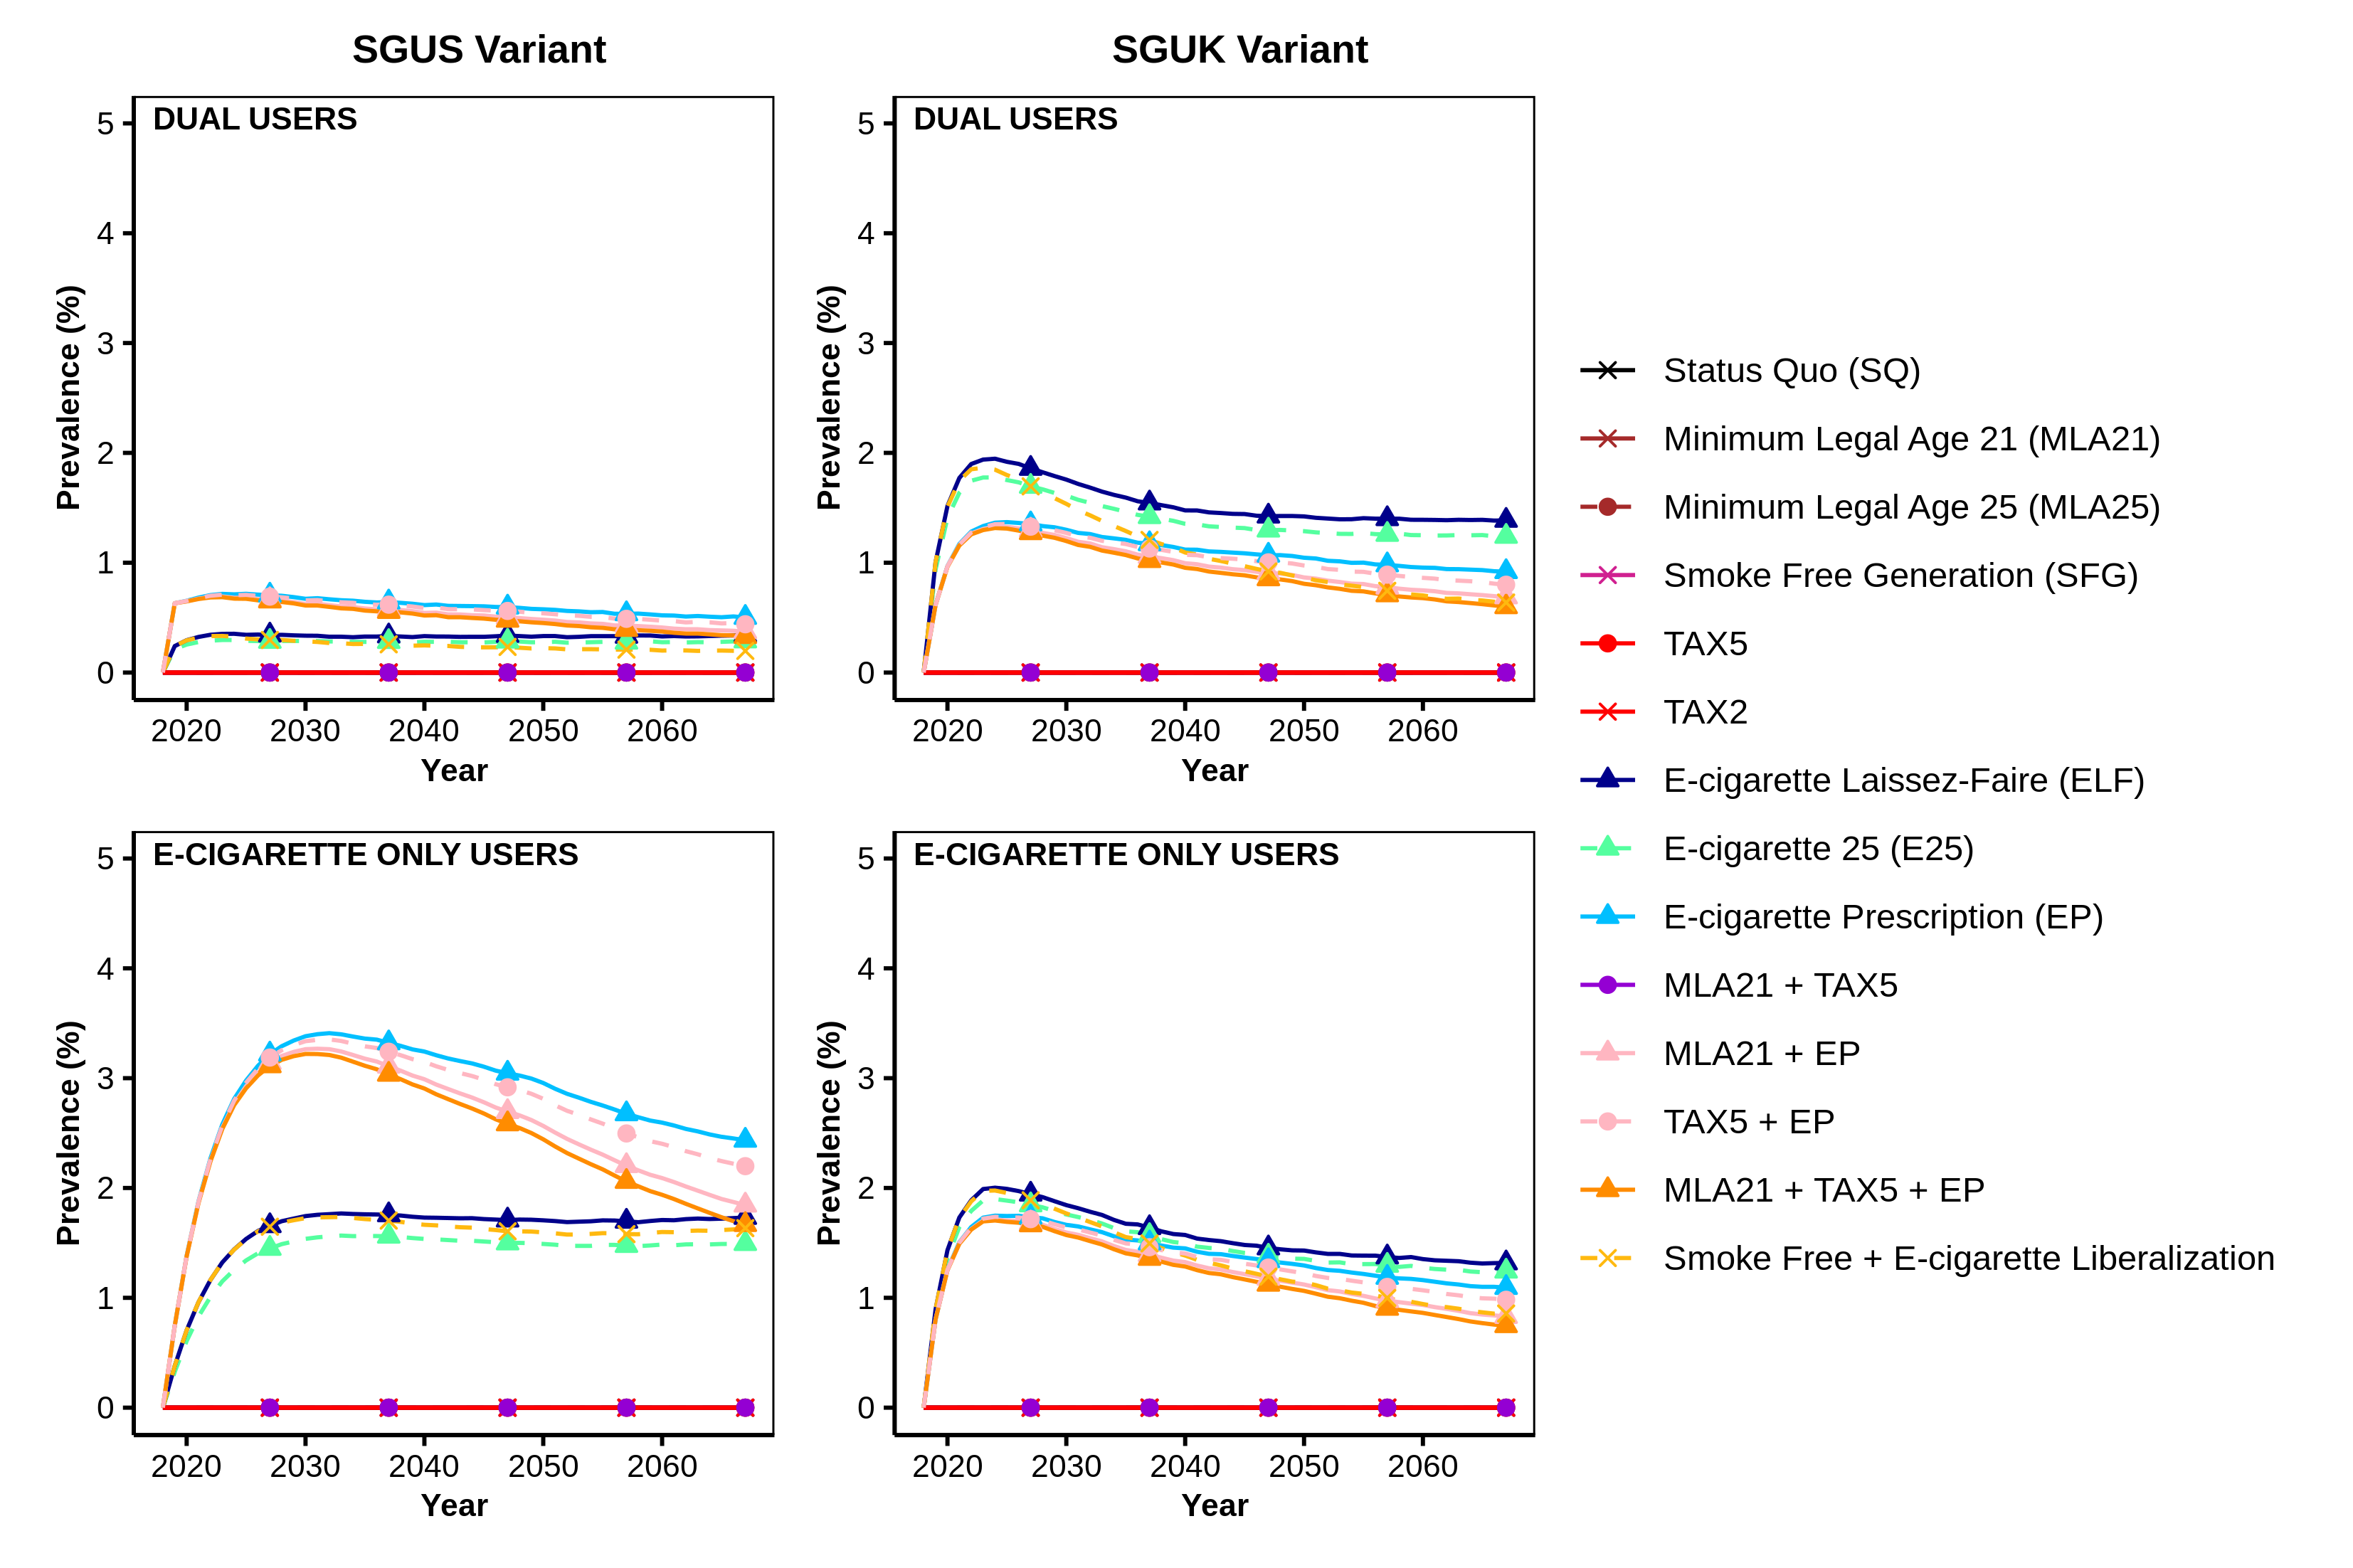 SGUS Variant
SGUK Variant
DUAL USERS
5
4
3
2
1
0
Prevalence (%)
2020 2030 2040 2050 2060
Year
DUAL USERS
5
4
3
2
1
0
Prevalence (%)
2020 2030 2040 2050 2060
Year
E-CIGARETTE ONLY USERS
5
4
3
2
1
0
Prevalence (%)
2020 2030 2040 2050 2060
Year
E-CIGARETTE ONLY USERS
5
4
3
2
1
0
Prevalence (%)
2020 2030 2040 2050 2060
Year
Status Quo (SQ)
Minimum Legal Age 21 (MLA21)
Minimum Legal Age 25 (MLA25)
Smoke Free Generation (SFG)
TAX5
TAX2
E-cigarette Laissez-Faire (ELF)
E-cigarette 25 (E25)
E-cigarette Prescription (EP)
MLA21 + TAX5
MLA21 + EP
TAX5 + EP
MLA21 + TAX5 + EP
Smoke Free + E-cigarette Liberalization